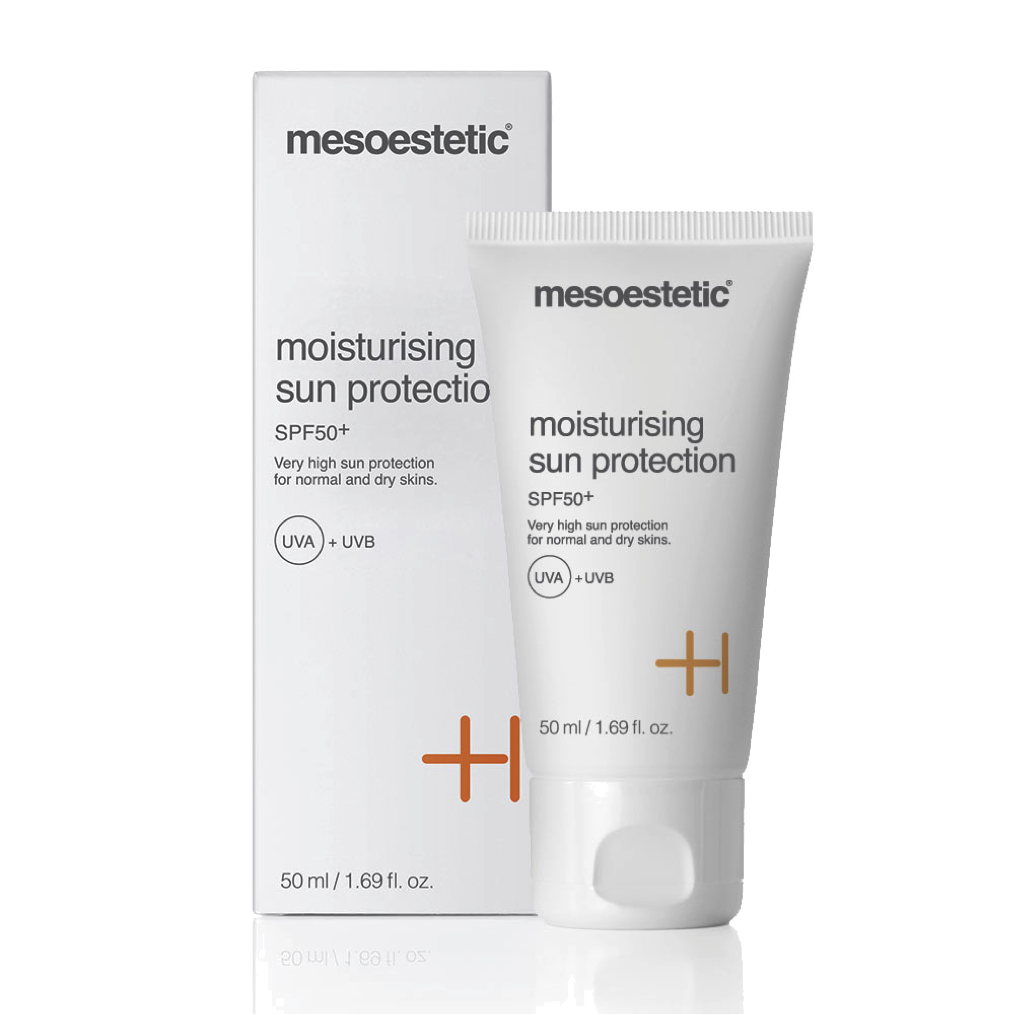 mesoestetic®
moisturising
sun protectio
SPF50+
Very high sun protection
for normal and dry skins.
UVA + UVB
50 ml / 1.69 fl. oz.
mesoestetic®
moisturising
sun protection
SPF50+
Very high sun protection
for normal and dry skins.
UVA + UVB
50 ml / 1.69 fl. oz.